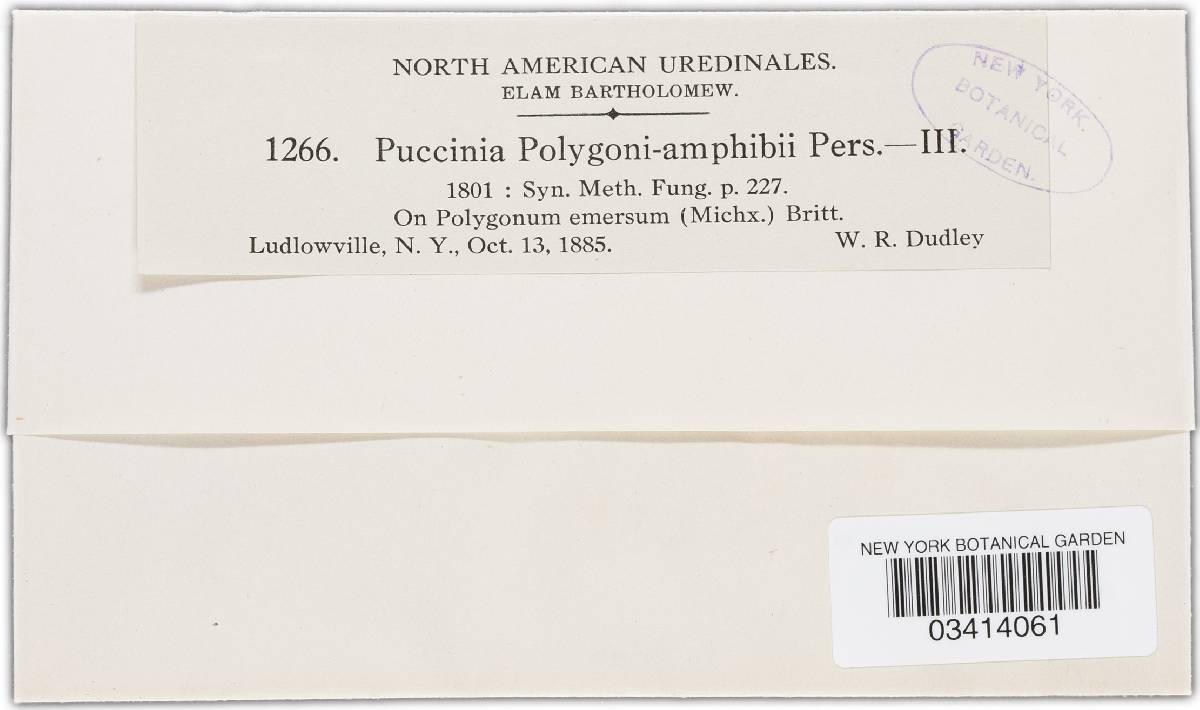 NORTH AMERICAN UREDINALES.
ELAM BARTHOLOMEW.
1266. Puccinia Polygoni-amphibii Pers.—III.
1801 : Syn. Meth. Fung. p. 227.
On Polygonum emersum (Michx.) Britt.
Ludlowville, N. Y., Oct. 13, 1885. W. R. Dudley
NEW YORK.
BOTANICAL
GARDEN.
NEW YORK BOTANICAL GARDEN
03414061